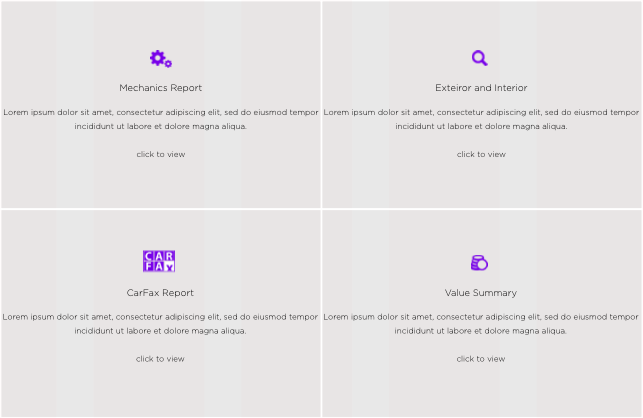 Mechanics Report
Lorem ipsum dolor sit amet, consectetur adipiscing elit, sed do eiusmod tempor
incididunt ut labore et dolore magna aliqua.
click to view
Exteiror and Interior
Lorem ipsum dolor sit amet, consectetur adipiscing elit, sed do eiusmod tempor
incididunt ut labore et dolore magna aliqua.
click to view
CAR
FAX
CarFax Report
Lorem ipsum dolor sit amet, consectetur adipiscing elit, sed do eiusmod tempor
incididunt ut labore et dolore magna aliqua.
click to view
Value Summary
Lorem ipsum dolor sit amet, consectetur adipiscing elit, sed do eiusmod tempor
incididunt ut labore et dolore magna aliqua.
click to view